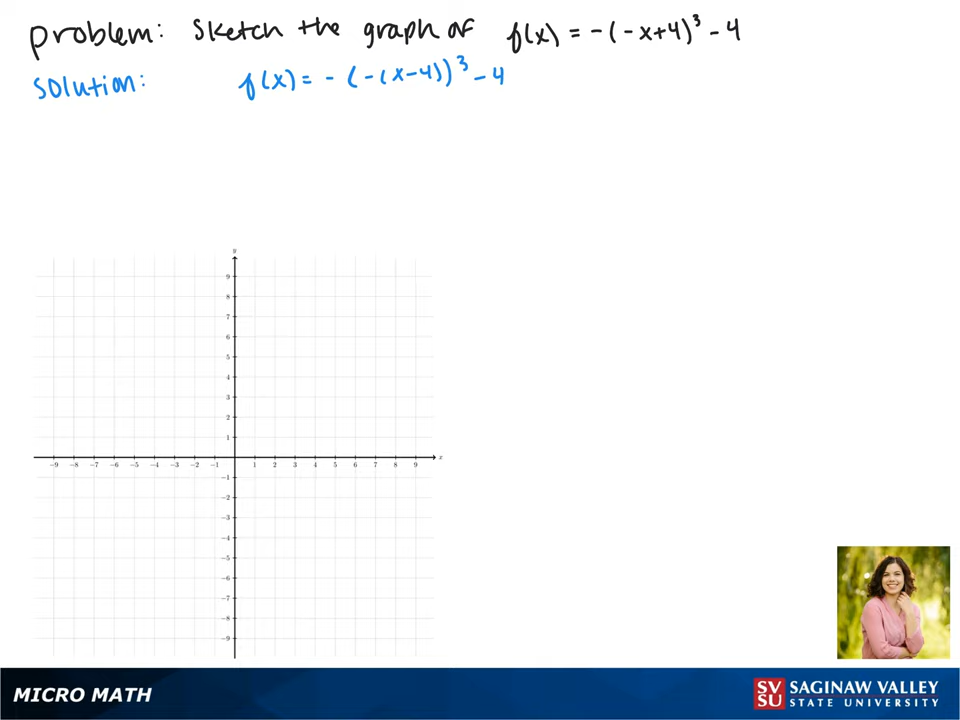 problem: Sketch the graph of f(x) = -(-x+4)³ - 4
solution: f(x) = - (-(x-4))³ - 4
y
9
8
7
6
5
4
3
2
1
−9 −8 −7 −6 −5 −4 −3 −2 −1 1 2 3 4 5 6 7 8 9 x
−1
−2
−3
−4
−5
−6
−7
−8
−9
MICRO MATH
SV SU SAGINAW VALLEY
STATE UNIVERSITY